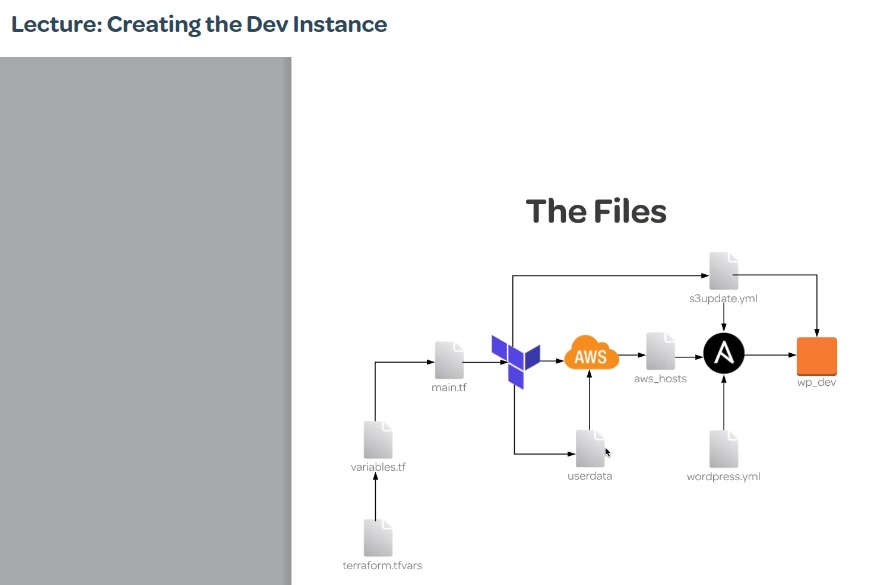 Lecture: Creating the Dev Instance
The Files
s3update.yml
AWS
main.tf
aws_hosts
wp_dev
variables.tf
userdata
wordpress.yml
terraform.tfvars